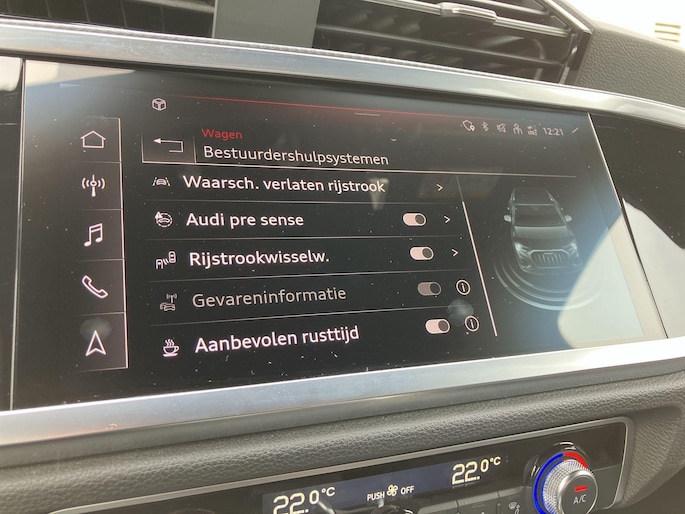 12:21
Wagen
Bestuurdershulpsystemen
Waarsch. verlaten rijstrook
Audi pre sense
Rijstrookwisselw.
Gevareninformatie
Aanbevolen rusttijd
22.0°C
PUSH OFF
22.0°C
A/C